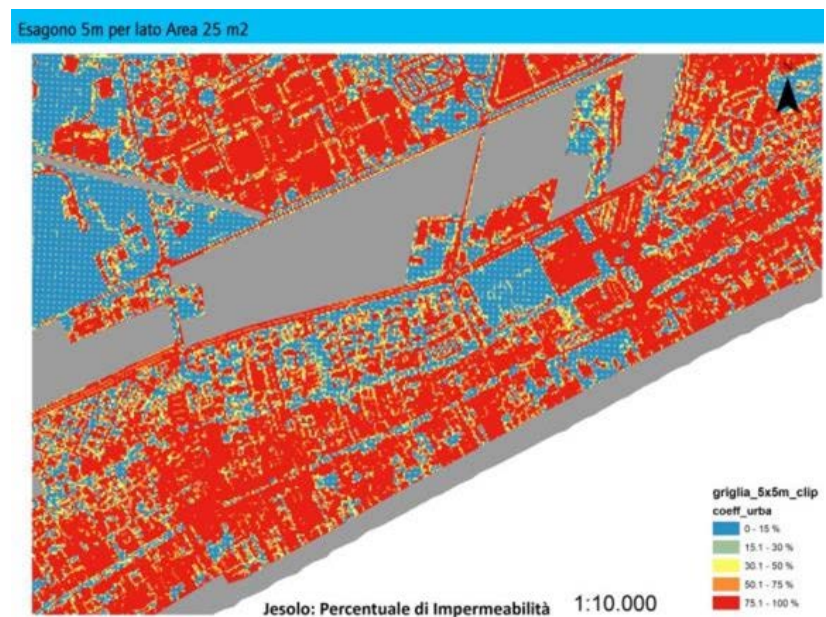 Esagono 5m per lato Area 25 m2
griglia_5x5m_clip
coeff_urba
0 - 15 %
15.1 - 30 %
30.1 - 50 %
50.1 - 75 %
75.1 - 100 %
Jesolo: Percentuale di Impermeabilità 1:10.000